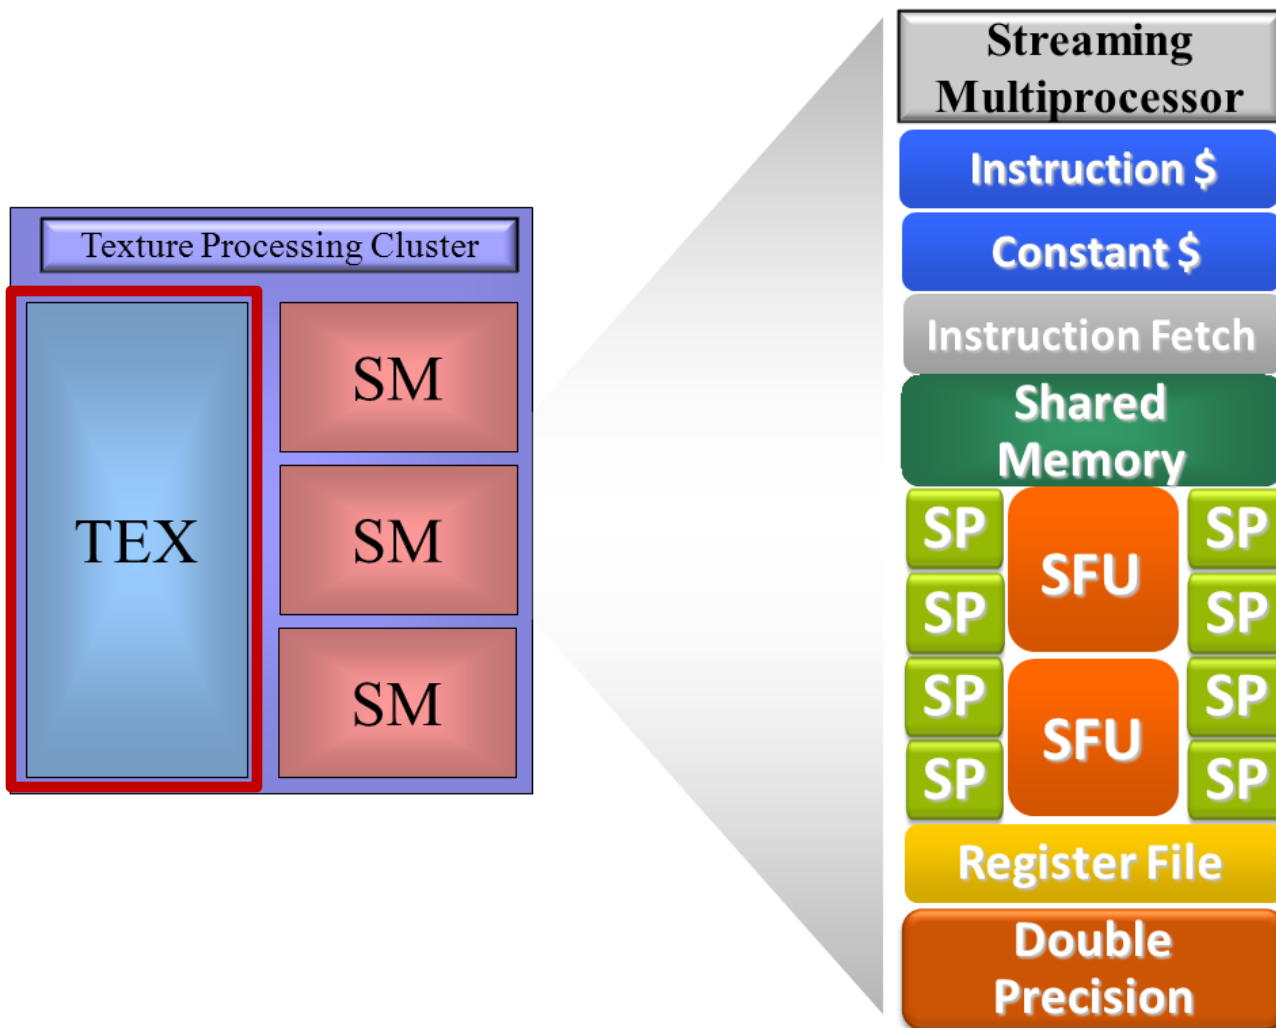 Texture Processing Cluster
TEX
SM
SM
SM
Streaming
Multiprocessor
Instruction $
Constant $
Instruction Fetch
Shared
Memory
SP
SFU
SP
SP
SP
SP
SFU
SP
SP
SP
Register File
Double
Precision